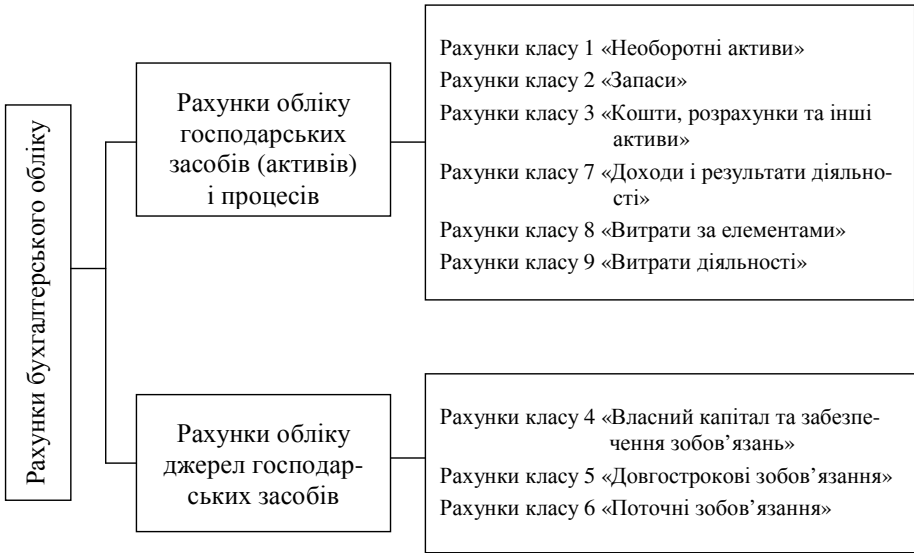 Рахунки бухгалтерського обліку
Рахунки обліку
господарських
засобів (активів)
і процесів
Рахунки класу 1 «Необоротні активи»
Рахунки класу 2 «Запаси»
Рахунки класу 3 «Кошти, розрахунки та інші
активи»
Рахунки класу 7 «Доходи і результати діяльно-
сті»
Рахунки класу 8 «Витрати за елементами»
Рахунки класу 9 «Витрати діяльності»
Рахунки обліку
джерел господар-
ських засобів
Рахунки класу 4 «Власний капітал та забезпе-
чення зобов’язань»
Рахунки класу 5 «Довгострокові зобов’язання»
Рахунки класу 6 «Поточні зобов’язання»